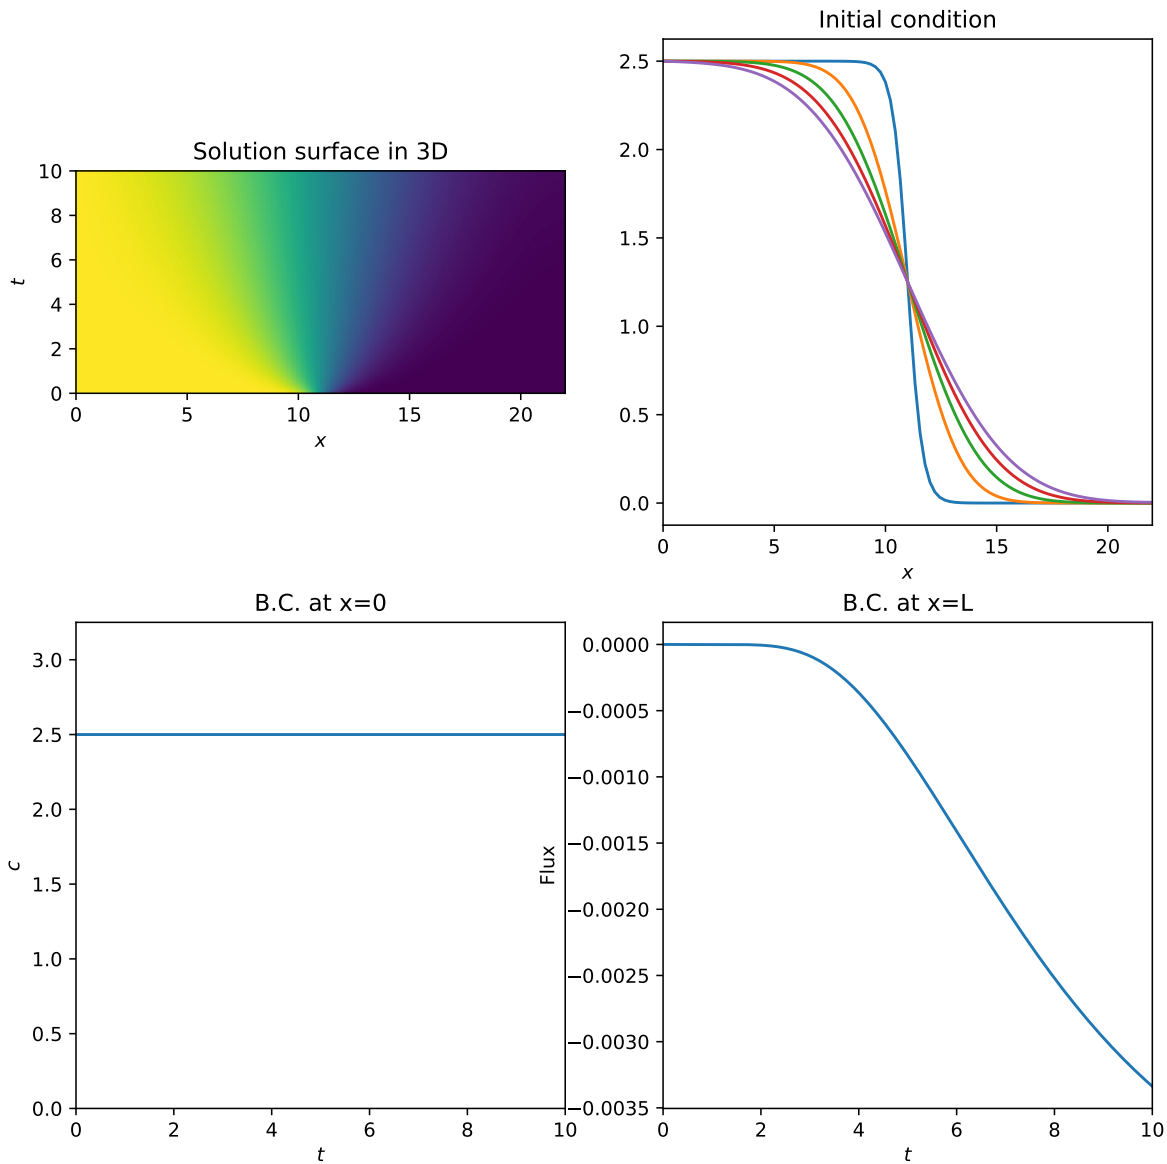 Solution surface in 3D
10
8
6
4
2
0
t
0 5 10 15 20
x
Initial condition
2.5
2.0
1.5
1.0
0.5
0.0
0 5 10 15 20
x
B.C. at x=0
3.0
2.5
2.0
1.5
1.0
0.5
0.0
c
0 2 4 6 8 10
t
B.C. at x=L
0.0000
−0.0005
−0.0010
−0.0015
−0.0020
−0.0025
−0.0030
−0.0035
Flux
0 2 4 6 8 10
t